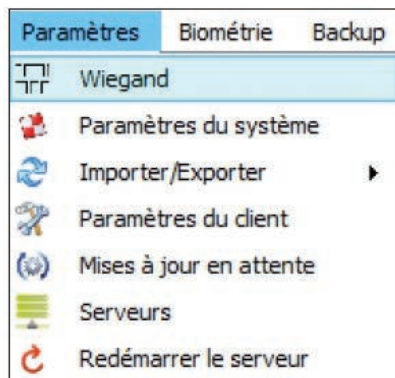 Paramètres Biométrie Backup
Wiegand
Paramètres du système
Importer/Exporter
Paramètres du client
Mises à jour en attente
Serveurs
Redémarrer le serveur